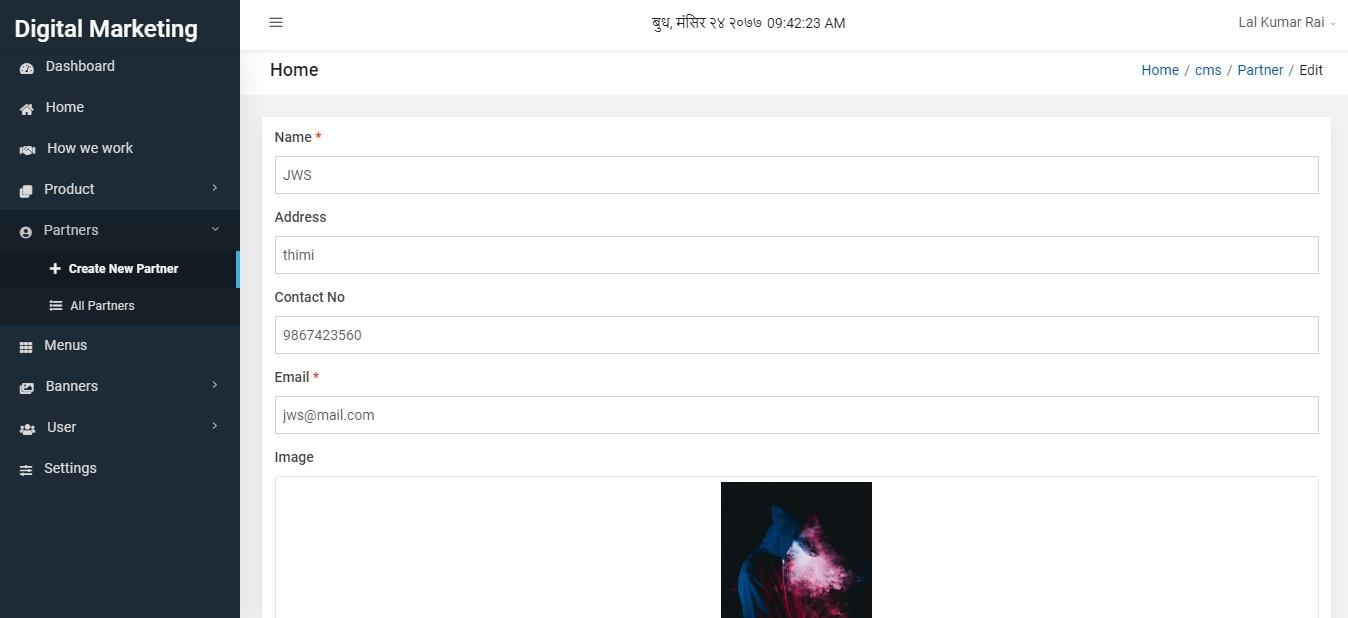 Digital Marketing
बुध, मंसिर २४ २०७७ 09:42:23 AM
Lal Kumar Rai
Dashboard
Home
How we work
Product
Partners
Create New Partner
All Partners
Menus
Banners
User
Settings
Home
Home / cms / Partner / Edit
Name *
JWS
Address
thimi
Contact No
9867423560
Email *
jws@mail.com
Image